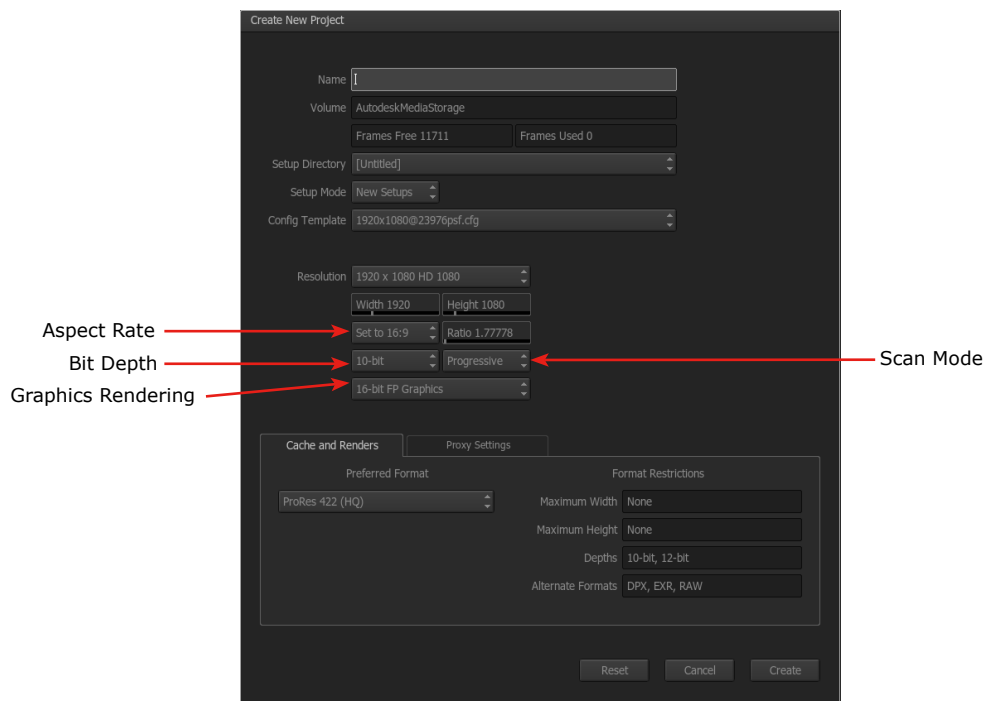 Create New Project
Name
Volume AutodeskMediaStorage
Frames Free 11711 Frames Used 0
Setup Directory [Untitled]
Setup Mode New Setups
Config Template 1920x1080@23976psf.cfg
Resolution 1920 x 1080 HD 1080
Width 1920 Height 1080
Aspect Rate Set to 16:9 Ratio 1.77778
Bit Depth 10-bit Progressive Scan Mode
Graphics Rendering 16-bit FP Graphics
Cache and Renders Proxy Settings
Preferred Format Format Restrictions
ProRes 422 (HQ) Maximum Width None
Maximum Height None
Depths 10-bit, 12-bit
Alternate Formats DPX, EXR, RAW
Reset Cancel Create